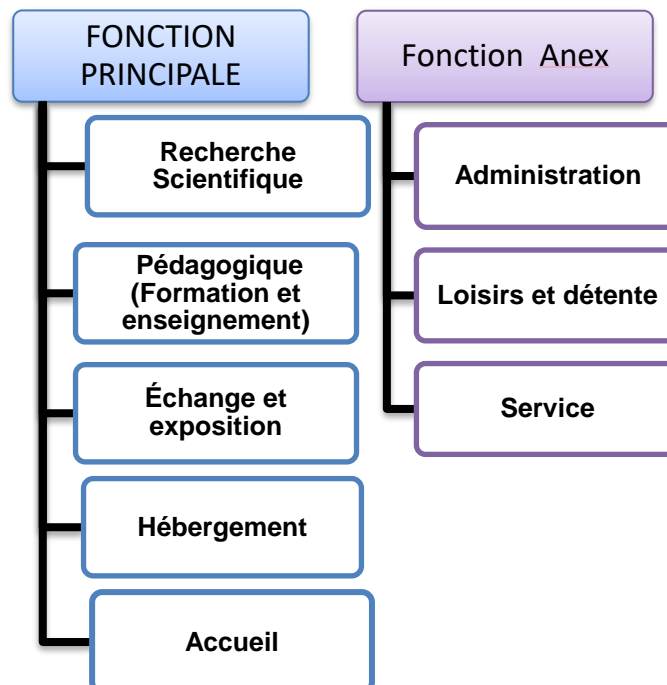 FONCTION
PRINCIPALE
Recherche
Scientifique
Pédagogique
(Formation et
enseignement)
Échange et
exposition
Hébergement
Accueil
Fonction Anex
Administration
Loisirs et détente
Service